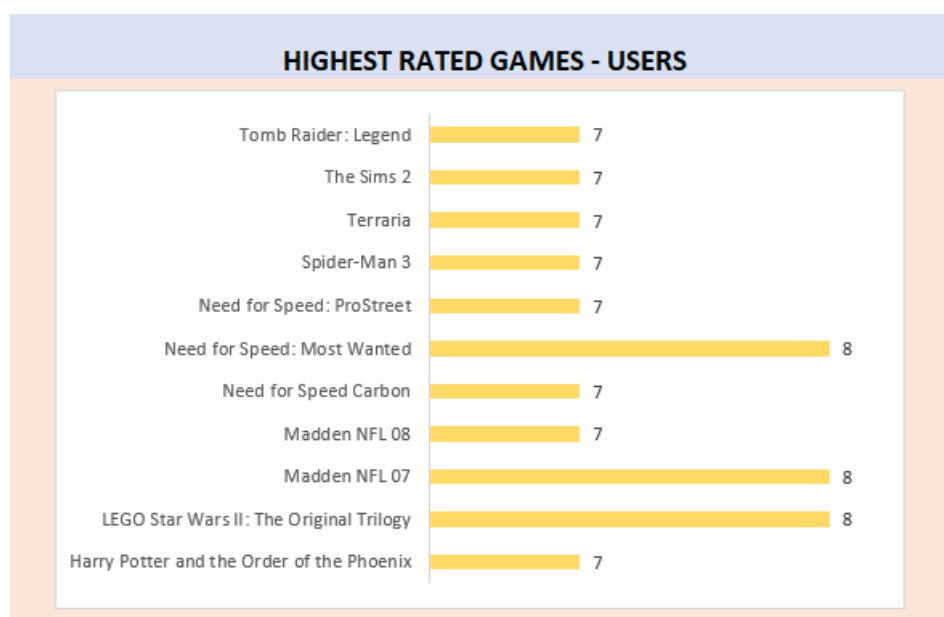 HIGHEST RATED GAMES - USERS
Tomb Raider: Legend 7
The Sims 2 7
Terraria 7
Spider-Man 3 7
Need for Speed: ProStreet 7
Need for Speed: Most Wanted 8
Need for Speed Carbon 7
Madden NFL 08 7
Madden NFL 07 8
LEGO Star Wars II: The Original Trilogy 8
Harry Potter and the Order of the Phoenix 7